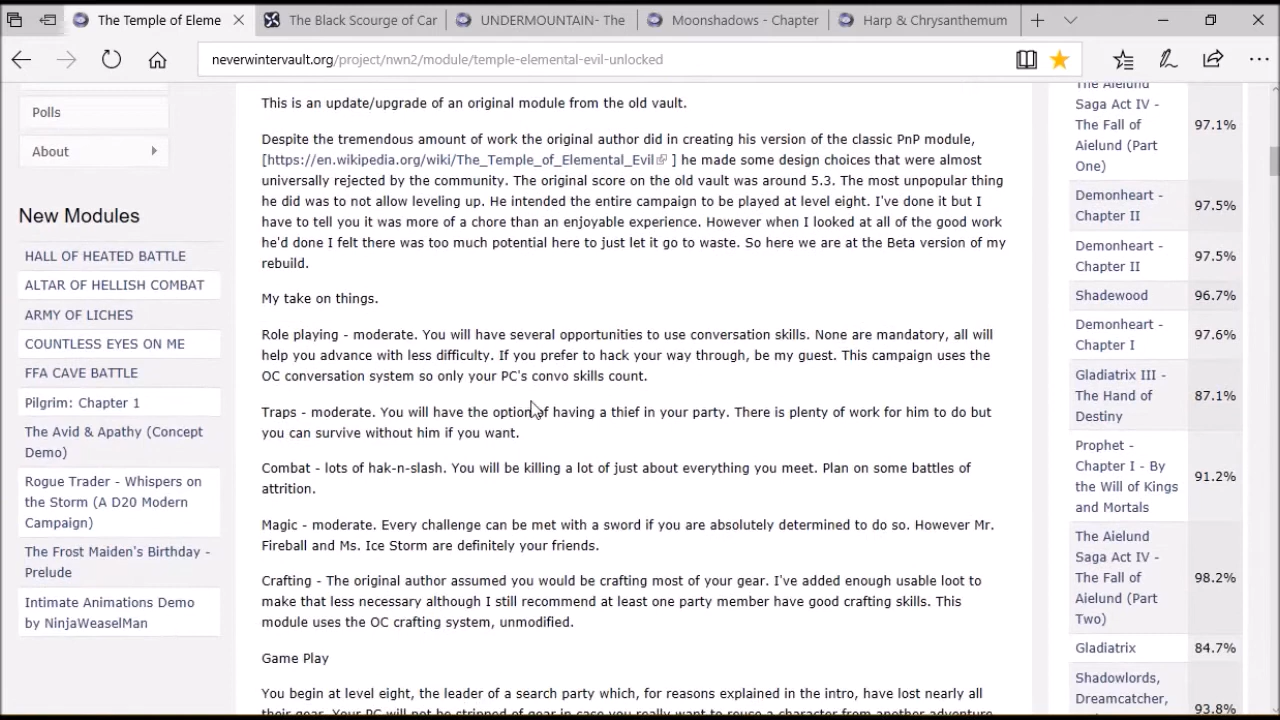 The Temple of Eleme
The Black Scourge of Car
UNDERMOUNTAIN- The
Moonshadows - Chapter
Harp & Chrysanthemum
neverwintervault.org/project/nwn2/module/temple-elemental-evil-unlocked
Polls
About
New Modules
HALL OF HEATED BATTLE
ALTAR OF HELLISH COMBAT
ARMY OF LICHES
COUNTLESS EYES ON ME
FFA CAVE BATTLE
Pilgrim: Chapter 1
The Avid & Apathy (Concept
Demo)
Rogue Trader - Whispers on
the Storm (A D20 Modern
Campaign)
The Frost Maiden's Birthday -
Prelude
Intimate Animations Demo
by NinjaWeaselMan
This is an update/upgrade of an original module from the old vault.
Despite the tremendous amount of work the original author did in creating his version of the classic PnP module,
[https://en.wikipedia.org/wiki/The_Temple_of_Elemental_Evil ] he made some design choices that were almost
universally rejected by the community. The original score on the old vault was around 5.3. The most unpopular thing
he did was to not allow leveling up. He intended the entire campaign to be played at level eight. I've done it but I
have to tell you it was more of a chore than an enjoyable experience. However when I looked at all of the good work
he'd done I felt there was too much potential here to just let it go to waste. So here we are at the Beta version of my
rebuild.
My take on things.
Role playing - moderate. You will have several opportunities to use conversation skills. None are mandatory, all will
help you advance with less difficulty. If you prefer to hack your way through, be my guest. This campaign uses the
OC conversation system so only your PC's convo skills count.
Traps - moderate. You will have the option of having a thief in your party. There is plenty of work for him to do but
you can survive without him if you want.
Combat - lots of hak-n-slash. You will be killing a lot of just about everything you meet. Plan on some battles of
attrition.
Magic - moderate. Every challenge can be met with a sword if you are absolutely determined to do so. However Mr.
Fireball and Ms. Ice Storm are definitely your friends.
Crafting - The original author assumed you would be crafting most of your gear. I've added enough usable loot to
make that less necessary although I still recommend at least one party member have good crafting skills. This
module uses the OC crafting system, unmodified.
Game Play
You begin at level eight, the leader of a search party which, for reasons explained in the intro, have lost nearly all
their gear. Your PC will not be stripped of gear in case you really want to reuse a character from another adventure
The Aielund
Saga Act IV -
The Fall of
Aielund (Part
One)
97.1%
Demonheart -
Chapter II
97.5%
Demonheart -
Chapter II
97.5%
Shadewood
96.7%
Demonheart -
Chapter I
97.6%
Gladiatrix III -
The Hand of
Destiny
87.1%
Prophet -
Chapter I - By
the Will of Kings
and Mortals
91.2%
The Aielund
Saga Act IV -
The Fall of
Aielund (Part
Two)
98.2%
Gladiatrix
84.7%
Shadowlords,
Dreamcatcher,
93.8%